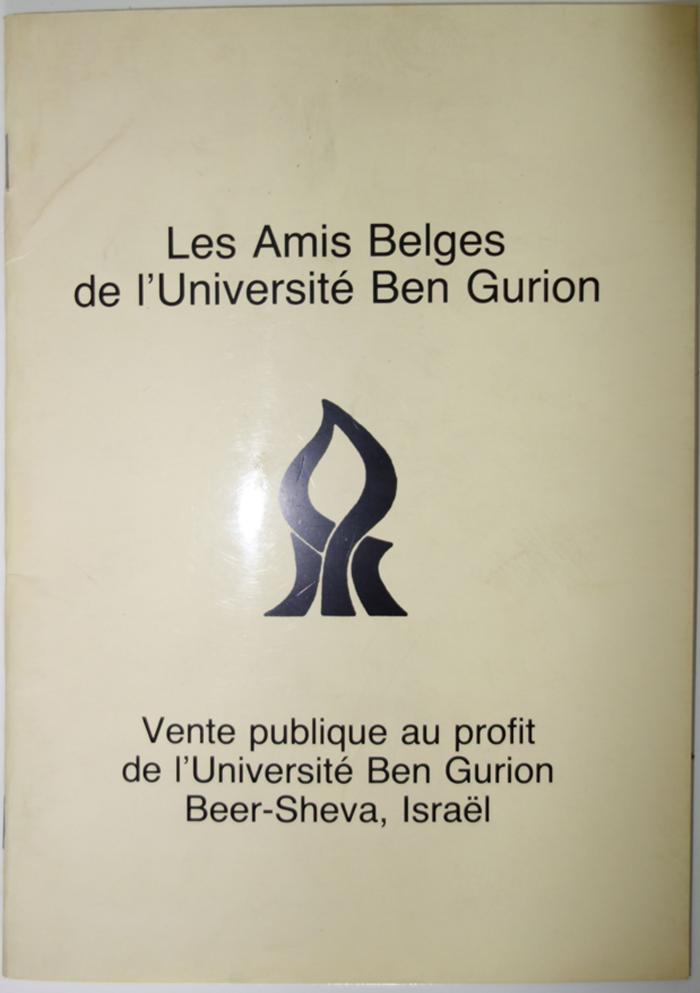 Les Amis Belges
de l'Université Ben Gurion
Vente publique au profit
de l'Université Ben Gurion
Beer-Sheva, Israël